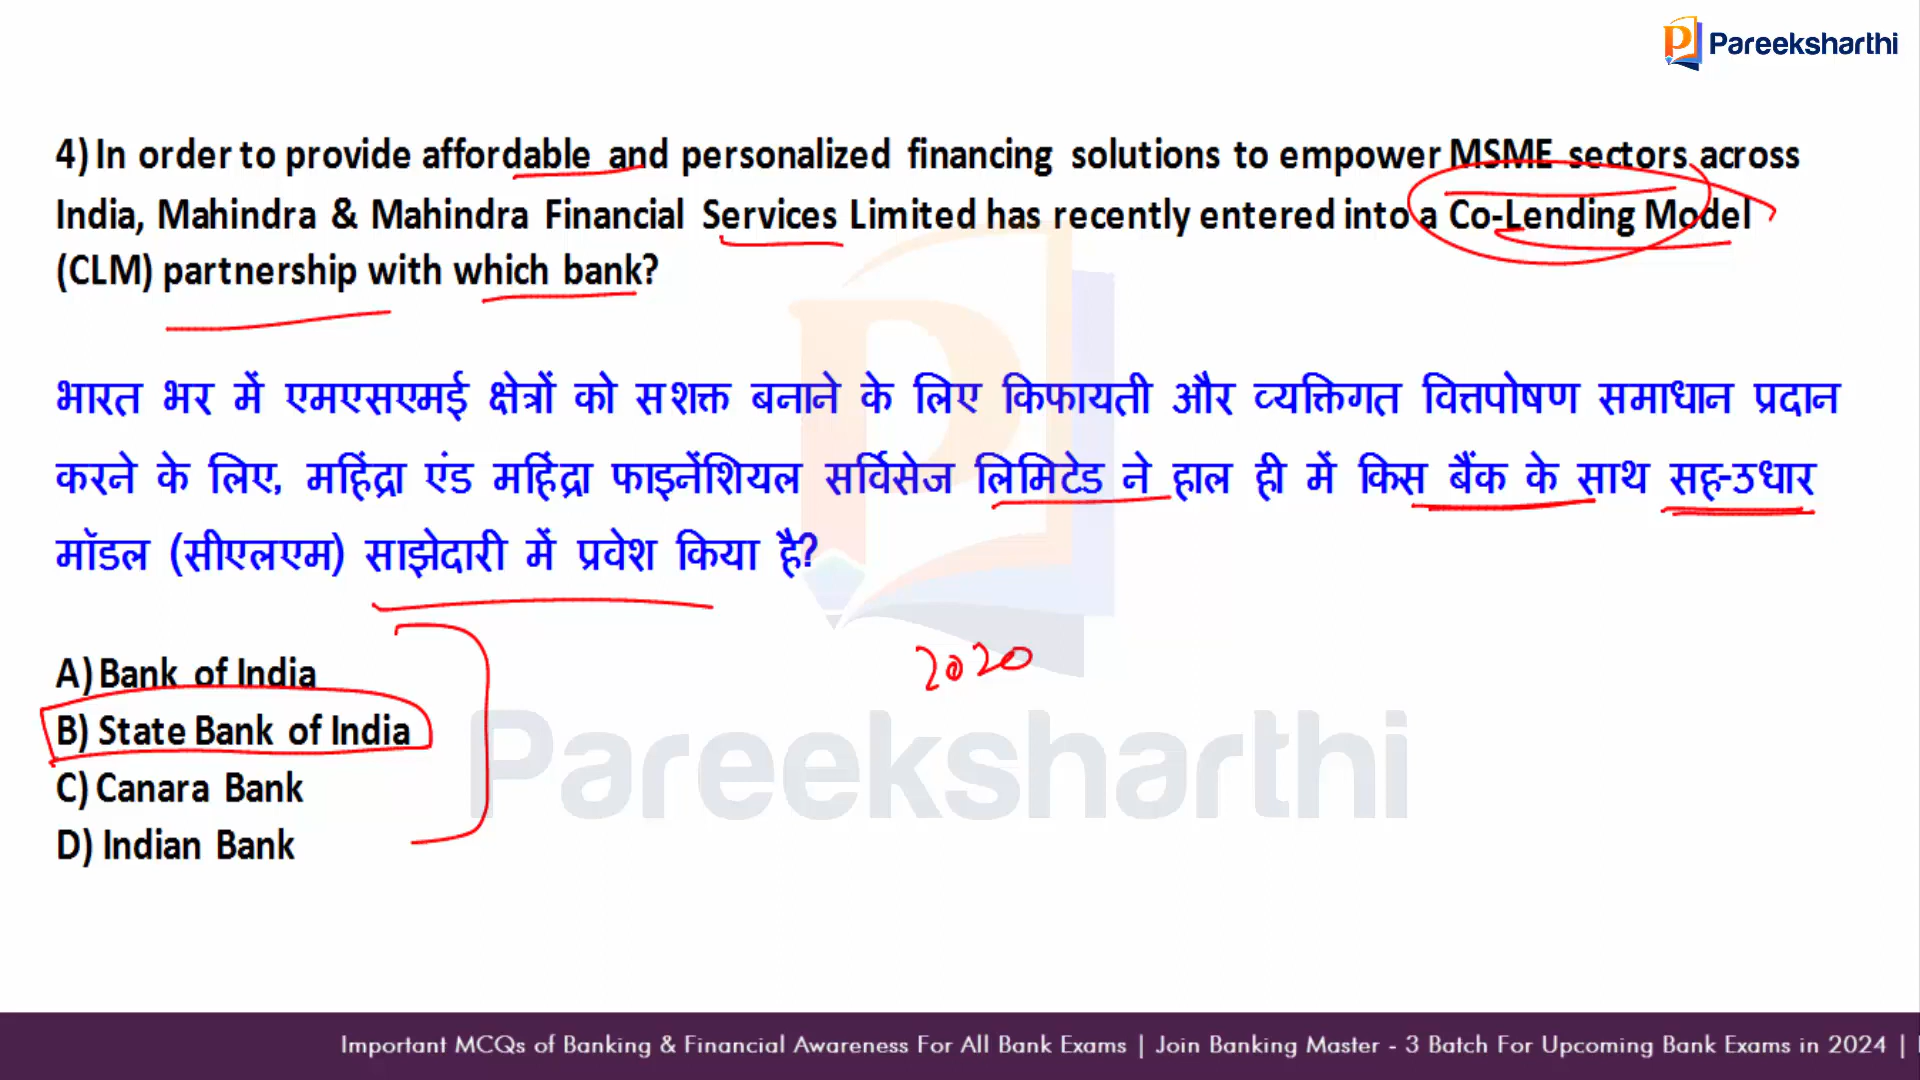 Pareeksharthi
4) In order to provide affordable and personalized financing solutions to empower MSME sectors across
India, Mahindra & Mahindra Financial Services Limited has recently entered into a Co-Lending Model
(CLM) partnership with which bank?
भारत भर में एमएसएमई क्षेत्रों को सशक्त बनाने के लिए किफायती और व्यक्तिगत वित्तपोषण समाधान प्रदान
करने के लिए, महिंद्रा एंड महिंद्रा फाइनेंशियल सर्विसेज लिमिटेड ने हाल ही में किस बैंक के साथ सह-उधार
मॉडल (सीएलएम) साझेदारी में प्रवेश किया है?
2020
A) Bank of India
B) State Bank of India
C) Canara Bank
D) Indian Bank
Pareeksharthi
Important MCQs of Banking & Financial Awareness For All Bank Exams | Join Banking Master - 3 Batch For Upcoming Bank Exams in 2024 |